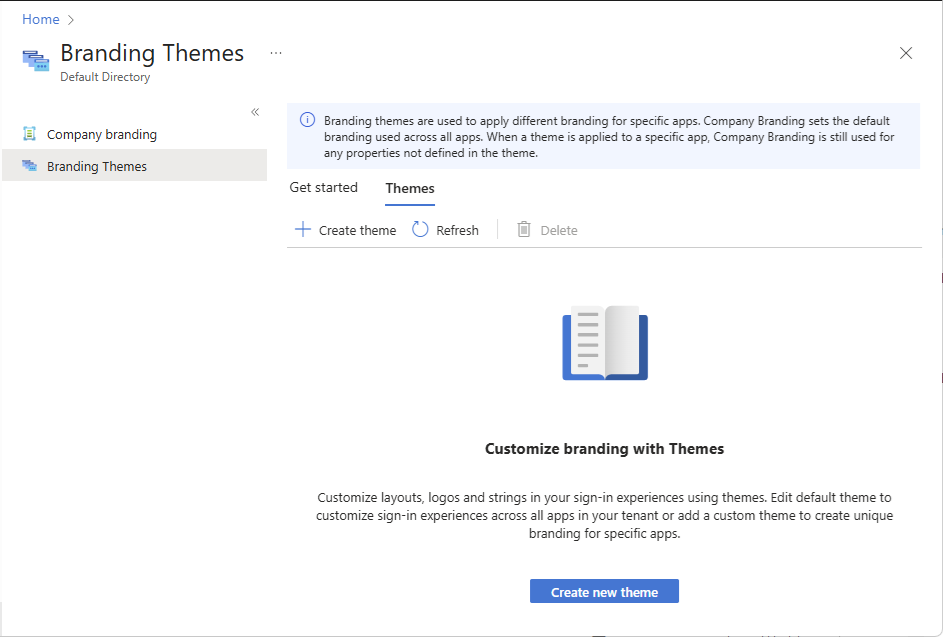 Home
Branding Themes ...
Default Directory
Company branding
Branding Themes
Branding themes are used to apply different branding for specific apps. Company Branding sets the default
branding used across all apps. When a theme is applied to a specific app, Company Branding is still used for
any properties not defined in the theme.
Get started Themes
Create theme Refresh Delete
Customize branding with Themes
Customize layouts, logos and strings in your sign-in experiences using themes. Edit default theme to
customize sign-in experiences across all apps in your tenant or add a custom theme to create unique
branding for specific apps.
Create new theme